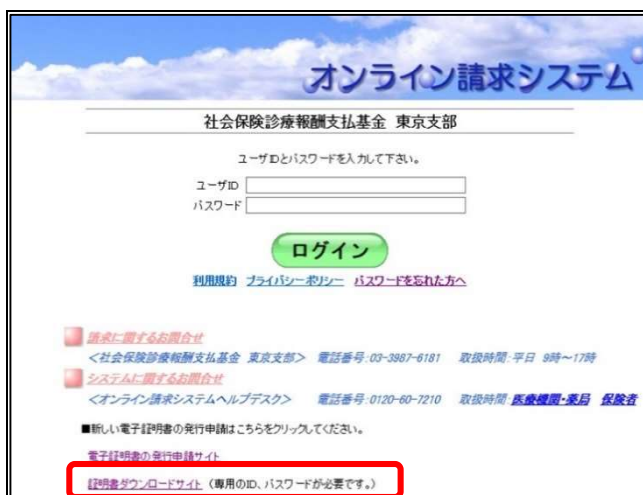 オンライン請求システム
社会保険診療報酬支払基金 東京支部
ユーザIDとパスワードを入力して下さい。
ユーザID
パスワード
ログイン
利用規約 プライバシーポリシー パスワードを忘れた方へ
請求に関するお問合せ
<社会保険診療報酬支払基金 東京支部> 電話番号:03-3987-6181 取扱時間:平日 9時~17時
システムに関するお問合せ
<オンライン請求システムヘルプデスク> 電話番号:0120-60-7210 取扱時間:医療機関・薬局 保険者
■新しい電子証明書の発行申請はこちらをクリックしてください。
電子証明書の発行申請サイト
証明書ダウンロードサイト(専用のID、パスワードが必要です。)